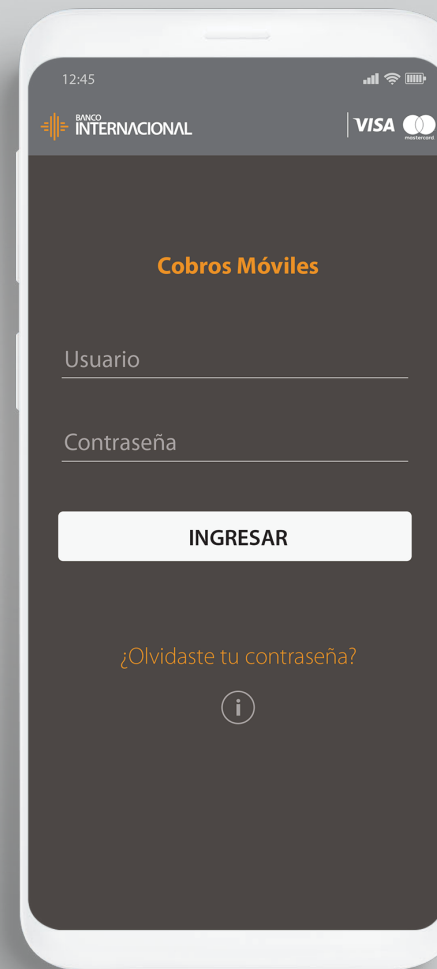 12:45
BANCO
INTERNACIONAL
VISA
mastercard
Cobros Móviles
Usuario
Contraseña
INGRESAR
¿Olvidaste tu contraseña?
i